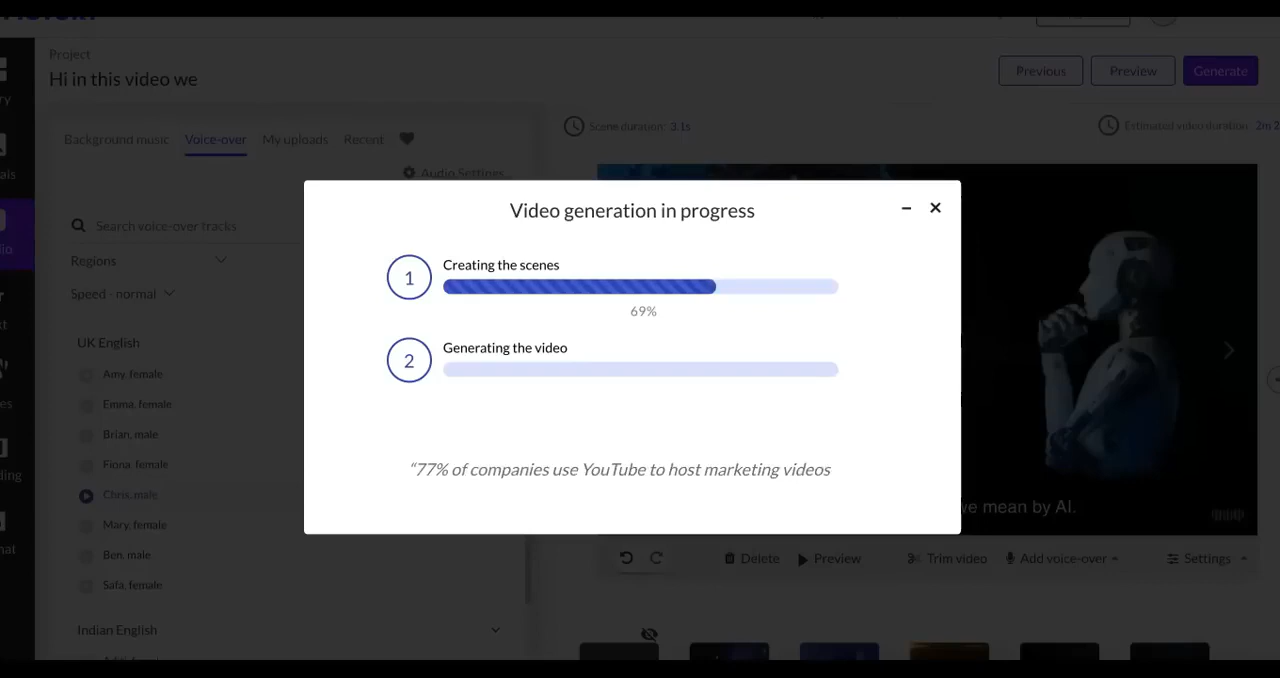 Project
Hi in this video we
Previous
Preview
Generate
Background music
Voice-over
My uploads
Recent
Scene duration: 3.1s
Estimated video duration: 2m 2
Audio Settings...
Search voice-over tracks
Regions
Speed - normal
UK English
Amy, female
Emma, female
Brian, male
Fiona, female
Chris, male
Mary, female
Ben, male
Safa, female
Indian English
Video generation in progress
1
Creating the scenes
69%
2
Generating the video
“77% of companies use YouTube to host marketing videos
we mean by AI.
Delete
Preview
Trim video
Add voice-over
Settings